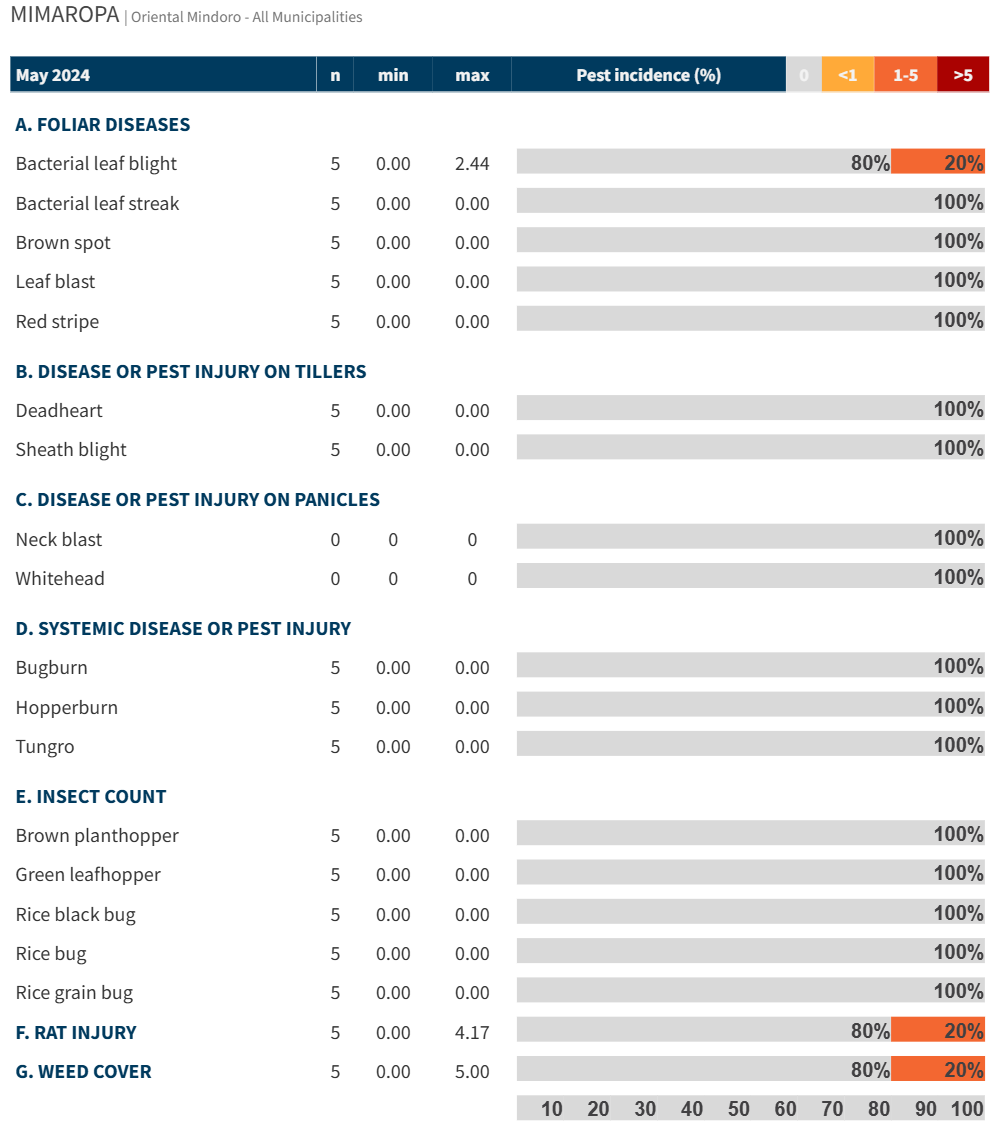 MIMAROPA | Oriental Mindoro - All Municipalities
May 2024 n min max Pest incidence (%) 0 <1 1-5 >5
A. FOLIAR DISEASES
Bacterial leaf blight 5 0.00 2.44 80% 20%
Bacterial leaf streak 5 0.00 0.00 100%
Brown spot 5 0.00 0.00 100%
Leaf blast 5 0.00 0.00 100%
Red stripe 5 0.00 0.00 100%
B. DISEASE OR PEST INJURY ON TILLERS
Deadheart 5 0.00 0.00 100%
Sheath blight 5 0.00 0.00 100%
C. DISEASE OR PEST INJURY ON PANICLES
Neck blast 0 0 0 100%
Whitehead 0 0 0 100%
D. SYSTEMIC DISEASE OR PEST INJURY
Bugburn 5 0.00 0.00 100%
Hopperburn 5 0.00 0.00 100%
Tungro 5 0.00 0.00 100%
E. INSECT COUNT
Brown planthopper 5 0.00 0.00 100%
Green leafhopper 5 0.00 0.00 100%
Rice black bug 5 0.00 0.00 100%
Rice bug 5 0.00 0.00 100%
Rice grain bug 5 0.00 0.00 100%
F. RAT INJURY 5 0.00 4.17 80% 20%
G. WEED COVER 5 0.00 5.00 80% 20%
10 20 30 40 50 60 70 80 90 100